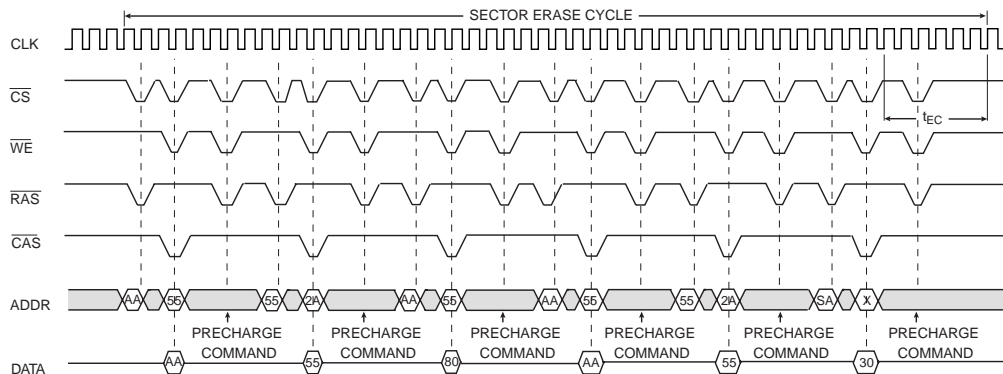 SECTOR ERASE CYCLE
CLK
CS
tEC
WE
RAS
CAS
ADDR AA 55 55 2A AA 55 AA 55 55 2A SA X
PRECHARGE COMMAND
PRECHARGE COMMAND
PRECHARGE COMMAND
PRECHARGE COMMAND
PRECHARGE COMMAND
PRECHARGE COMMAND
DATA AA 55 80 AA 55 30